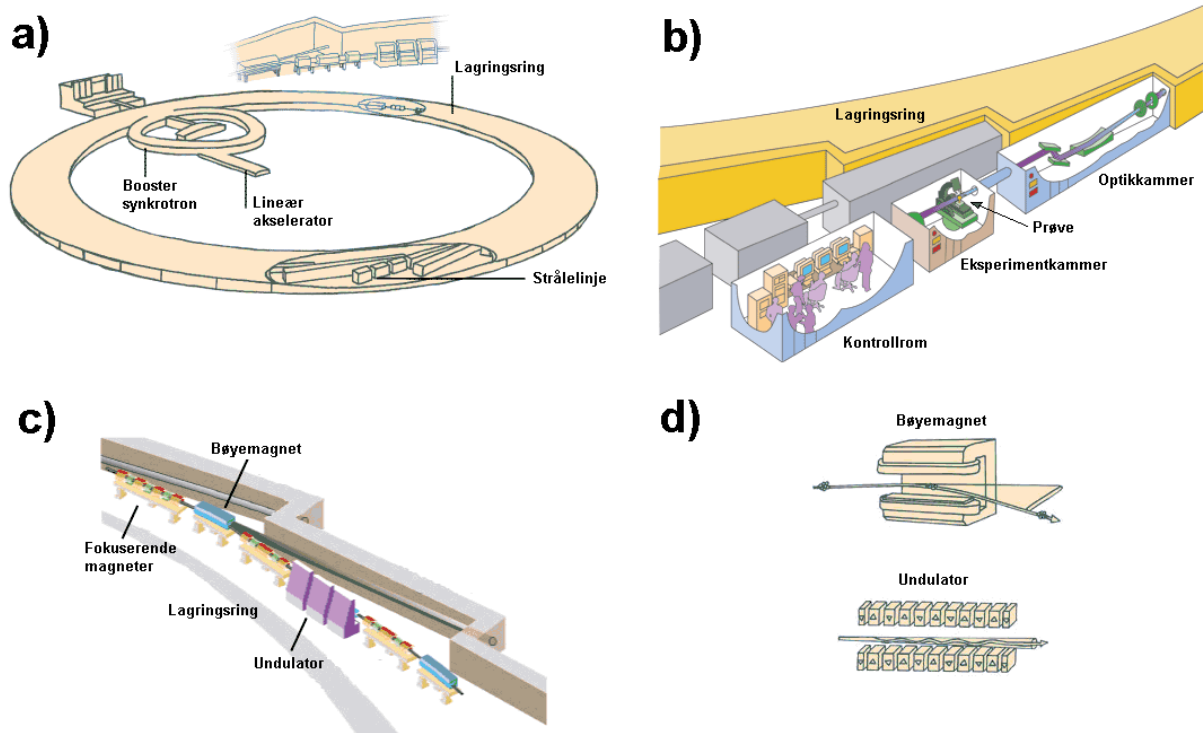 a)
Lagringsring
Booster
synkrotron
Lineær
akselerator
Strålelinje
b)
Lagringsring
Optikkammer
Prøve
Eksperimentkammer
Kontrollrom
c)
Bøyemagnet
Fokuserende
magneter
Lagringsring
Undulator
d)
Bøyemagnet
Undulator